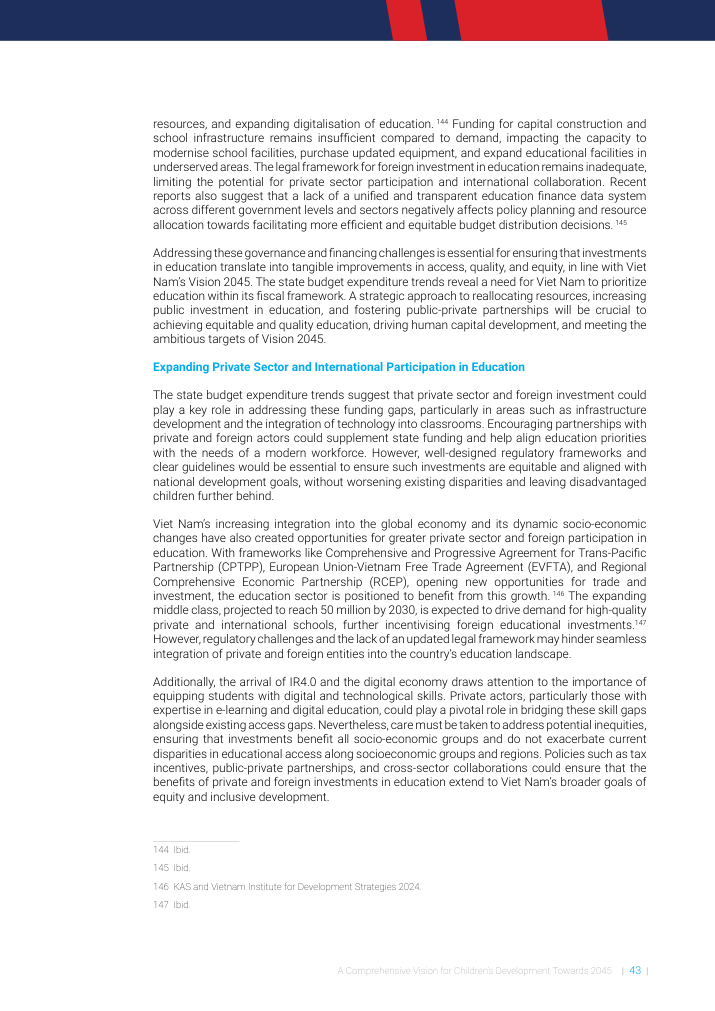 resources, and expanding digitalisation of education. 144 Funding for capital construction and
school infrastructure remains insufficient compared to demand, impacting the capacity to
modernise school facilities, purchase updated equipment, and expand educational facilities in
underserved areas. The legal framework for foreign investment in education remains inadequate,
limiting the potential for private sector participation and international collaboration. Recent
reports also suggest that a lack of a unified and transparent education finance data system
across different government levels and sectors negatively affects policy planning and resource
allocation towards facilitating more efficient and equitable budget distribution decisions. 145
Addressing these governance and financing challenges is essential for ensuring that investments
in education translate into tangible improvements in access, quality, and equity, in line with Viet
Nam's Vision 2045. The state budget expenditure trends reveal a need for Viet Nam to prioritize
education within its fiscal framework. A strategic approach to reallocating resources, increasing
public investment in education, and fostering public-private partnerships will be crucial to
achieving equitable and quality education, driving human capital development, and meeting the
ambitious targets of Vision 2045.
Expanding Private Sector and International Participation in Education
The state budget expenditure trends suggest that private sector and foreign investment could
play a key role in addressing these funding gaps, particularly in areas such as infrastructure
development and the integration of technology into classrooms. Encouraging partnerships with
private and foreign actors could supplement state funding and help align education priorities
with the needs of a modern workforce. However, well-designed regulatory frameworks and
clear guidelines would be essential to ensure such investments are equitable and aligned with
national development goals, without worsening existing disparities and leaving disadvantaged
children further behind.
Viet Nam's increasing integration into the global economy and its dynamic socio-economic
changes have also created opportunities for greater private sector and foreign participation in
education. With frameworks like Comprehensive and Progressive Agreement for Trans-Pacific
Partnership (CPTPP), European Union-Vietnam Free Trade Agreement (EVFTA), and Regional
Comprehensive Economic Partnership (RCEP), opening new opportunities for trade and
investment, the education sector is positioned to benefit from this growth. 146 The expanding
middle class, projected to reach 50 million by 2030, is expected to drive demand for high-quality
private and international schools, further incentivising foreign educational investments.147
However, regulatory challenges and the lack of an updated legal framework may hinder seamless
integration of private and foreign entities into the country's education landscape.
Additionally, the arrival of IR4.0 and the digital economy draws attention to the importance of
equipping students with digital and technological skills. Private actors, particularly those with
expertise in e-learning and digital education, could play a pivotal role in bridging these skill gaps
alongside existing access gaps. Nevertheless, care must be taken to address potential inequities,
ensuring that investments benefit all socio-economic groups and do not exacerbate current
disparities in educational access along socioeconomic groups and regions. Policies such as tax
incentives, public-private partnerships, and cross-sector collaborations could ensure that the
benefits of private and foreign investments in education extend to Viet Nam's broader goals of
equity and inclusive development.
144 Ibid.
145 Ibid.
146 KAS and Vietnam Institute for Development Strategies 2024.
147 Ibid.
A Comprehensive Vision for Children's Development Towards 2045 | 43 |